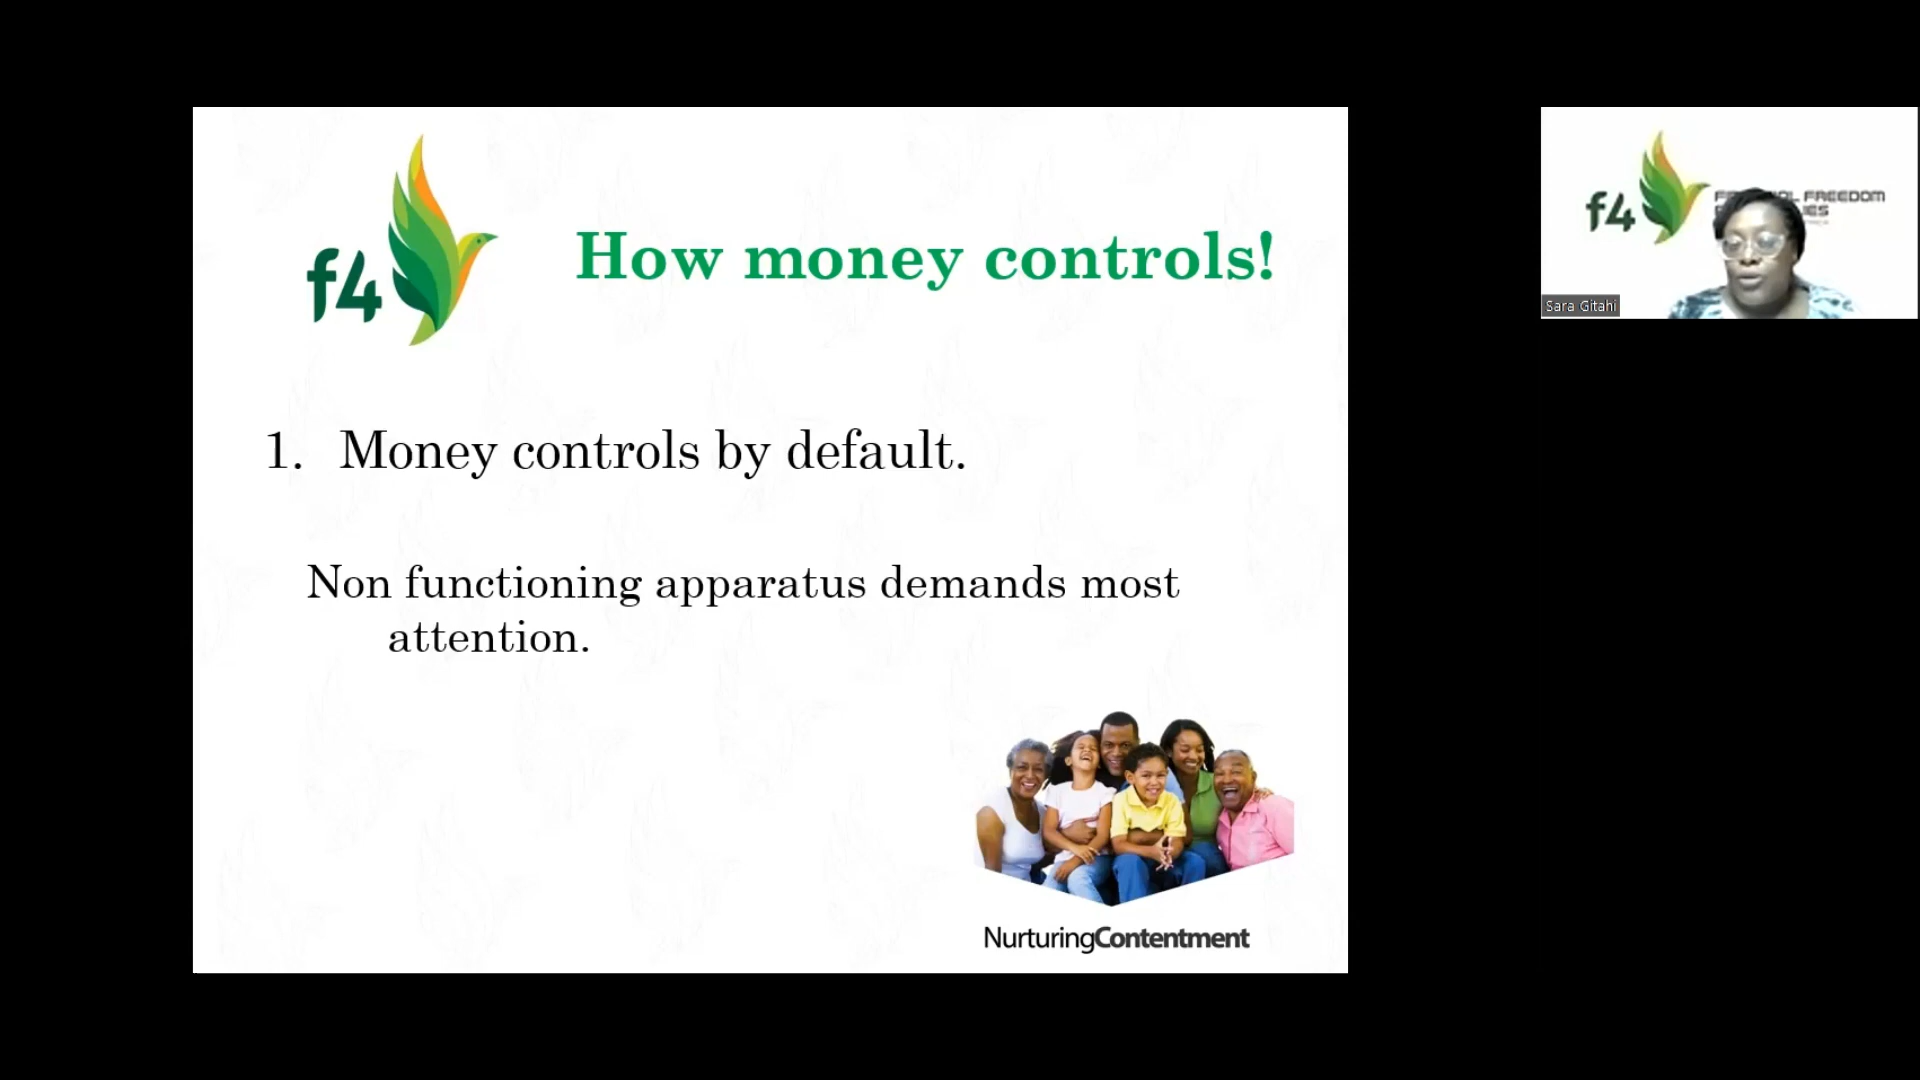 f4
How money controls!
1. Money controls by default.
Non functioning apparatus demands most
attention.
NurturingContentment
f4
FREEDOM
Sara Gitahi